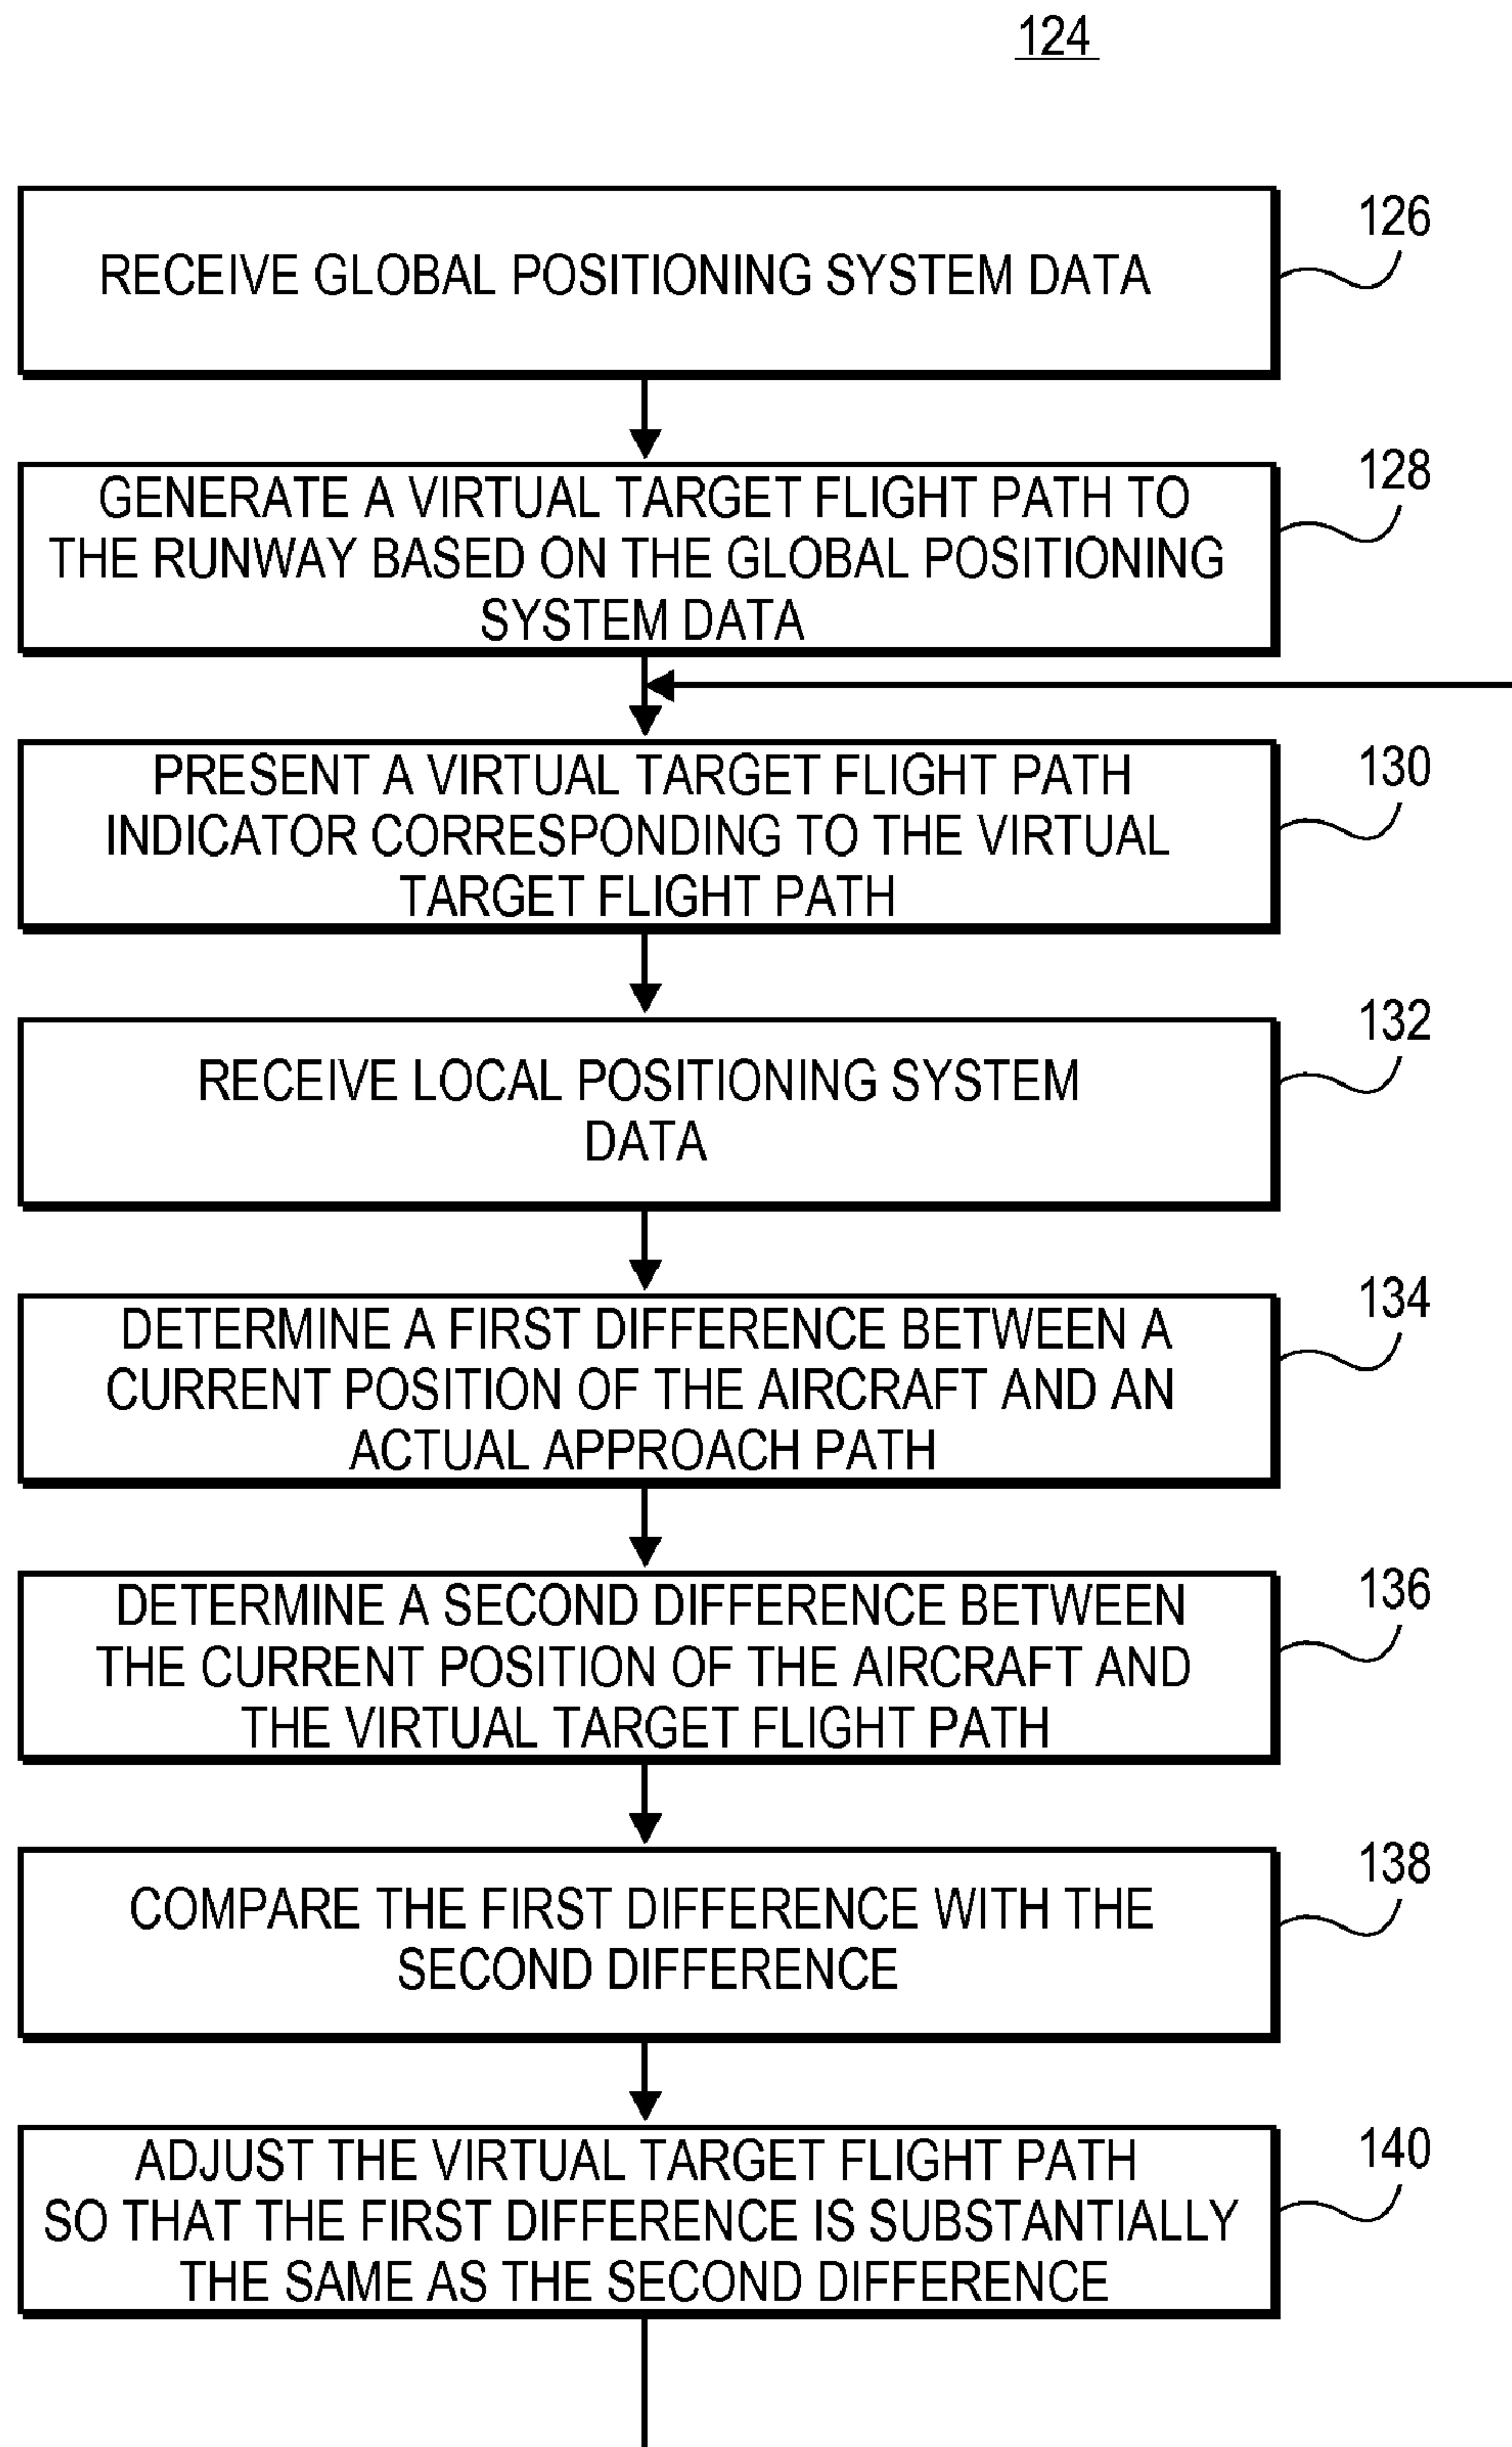 124
RECEIVE GLOBAL POSITIONING SYSTEM DATA
126
GENERATE A VIRTUAL TARGET FLIGHT PATH TO
THE RUNWAY BASED ON THE GLOBAL POSITIONING
SYSTEM DATA
128
PRESENT A VIRTUAL TARGET FLIGHT PATH
INDICATOR CORRESPONDING TO THE VIRTUAL
TARGET FLIGHT PATH
130
RECEIVE LOCAL POSITIONING SYSTEM
DATA
132
DETERMINE A FIRST DIFFERENCE BETWEEN A
CURRENT POSITION OF THE AIRCRAFT AND AN
ACTUAL APPROACH PATH
134
DETERMINE A SECOND DIFFERENCE BETWEEN
THE CURRENT POSITION OF THE AIRCRAFT AND
THE VIRTUAL TARGET FLIGHT PATH
136
COMPARE THE FIRST DIFFERENCE WITH THE
SECOND DIFFERENCE
138
ADJUST THE VIRTUAL TARGET FLIGHT PATH
SO THAT THE FIRST DIFFERENCE IS SUBSTANTIALLY
THE SAME AS THE SECOND DIFFERENCE
140